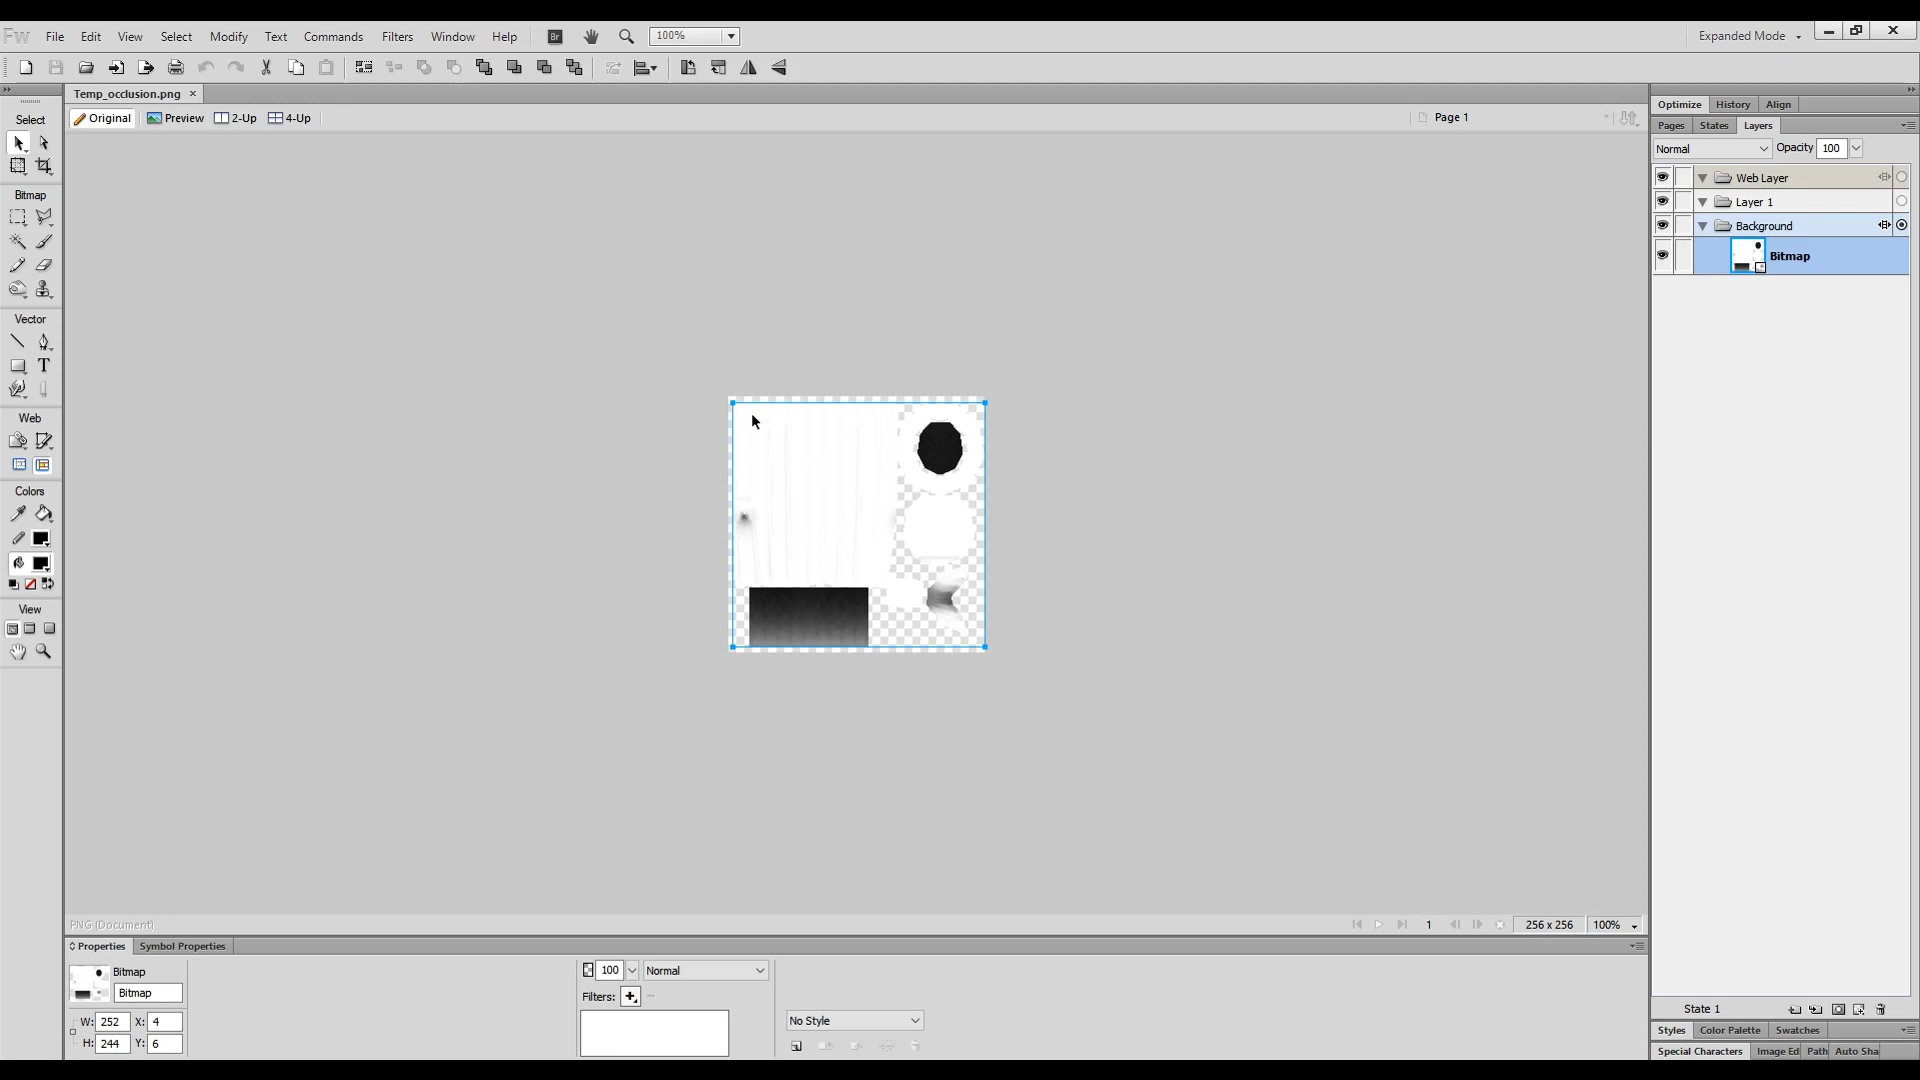 Fw File Edit View Select Modify Text Commands Filters Window Help Br 100% Expanded Mode
Temp_occlusion.png
Original Preview 2-Up 4-Up Page 1
Select
Bitmap
Vector
T
Web
Colors
View
Optimize History Align
Pages States Layers
Normal Opacity 100
Web Layer
Layer 1
Background
Bitmap
State 1
Styles Color Palette Swatches
Special Characters Image Ed Path Auto Sha
PNG (Document) 1 256 x 256 100%
Properties Symbol Properties
Bitmap
Bitmap
W: 252 X: 4
H: 244 Y: 6
100 Normal
Filters:
No Style